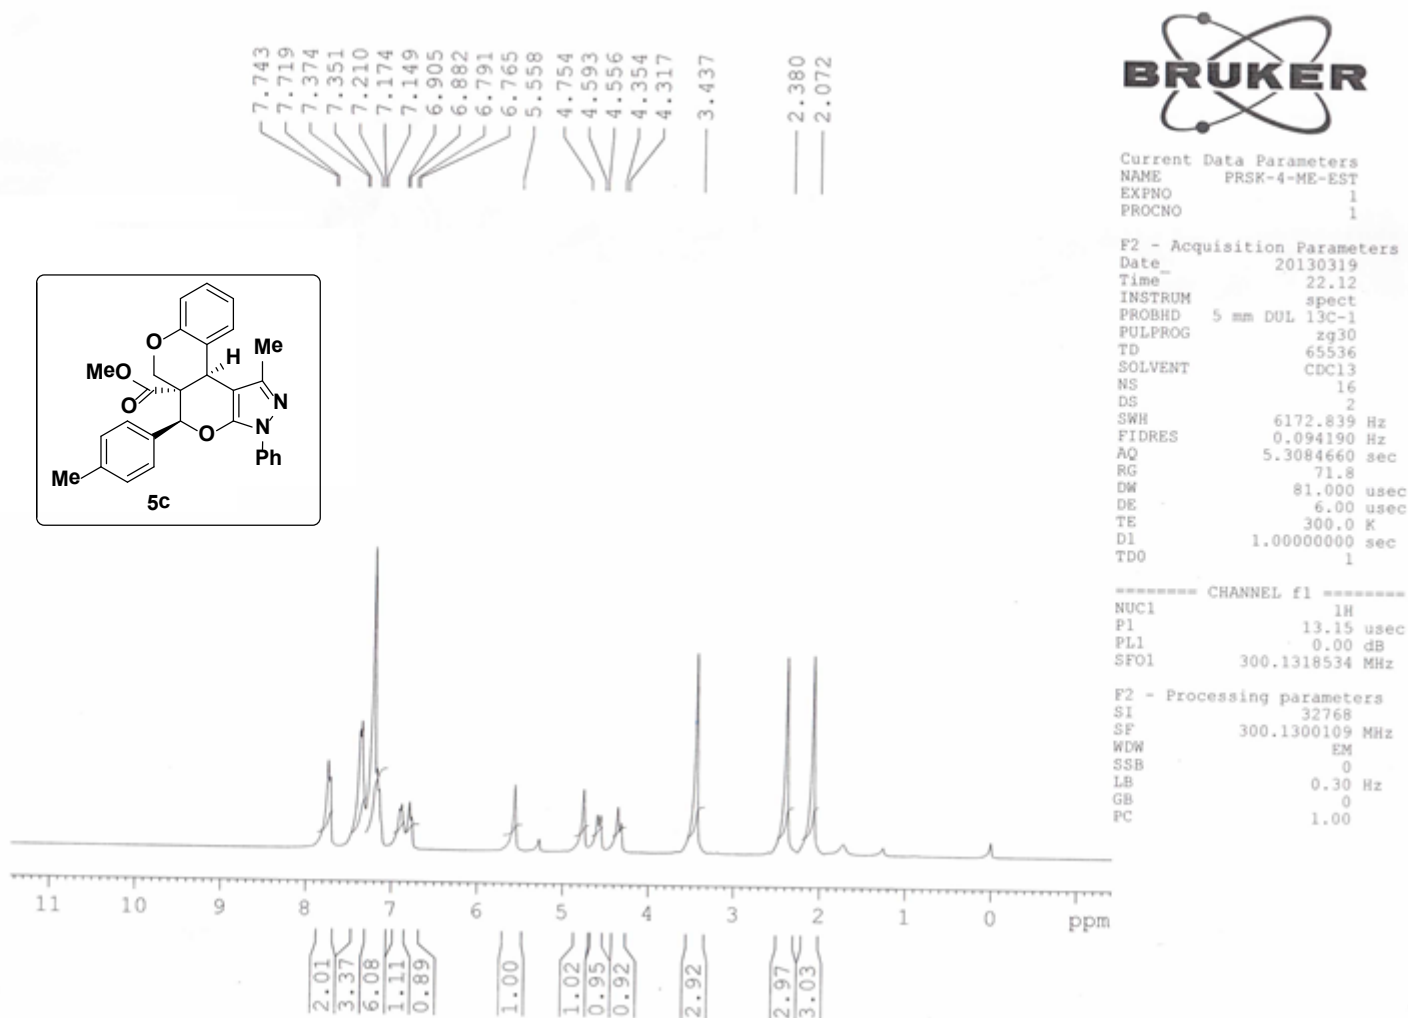 7.743
7.719
7.374
7.351
7.210
7.174
7.149
6.905
6.882
6.791
6.765
5.558
4.754
4.593
4.556
4.354
4.317
3.437
2.380
2.072
BRUKER
Current Data Parameters
NAME PRSK-4-ME-EST
EXPNO 1
PROCNO 1
F2 - Acquisition Parameters
Date_ 20130319
Time 22.12
INSTRUM spect
PROBHD 5 mm DUL 13C-1
PULPROG zg30
TD 65536
SOLVENT CDCl3
NS 16
DS 2
SWH 6172.839 Hz
FIDRES 0.094190 Hz
AQ 5.3084660 sec
RG 71.8
DW 81.000 usec
DE 6.00 usec
TE 300.0 K
D1 1.00000000 sec
TD0 1
======== CHANNEL f1 ========
NUC1 1H
P1 13.15 usec
PL1 0.00 dB
SFO1 300.1318534 MHz
F2 - Processing parameters
SI 32768
SF 300.1300109 MHz
WDW EM
SSB 0
LB 0.30 Hz
GB 0
PC 1.00
O
H
Me
MeO
O
N
O
N
Ph
Me
5c
11 10 9 8 7 6 5 4 3 2 1 0 ppm
2.01
3.37
6.08
1.11
0.89
1.00
1.02
0.95
0.92
2.92
2.97
3.03